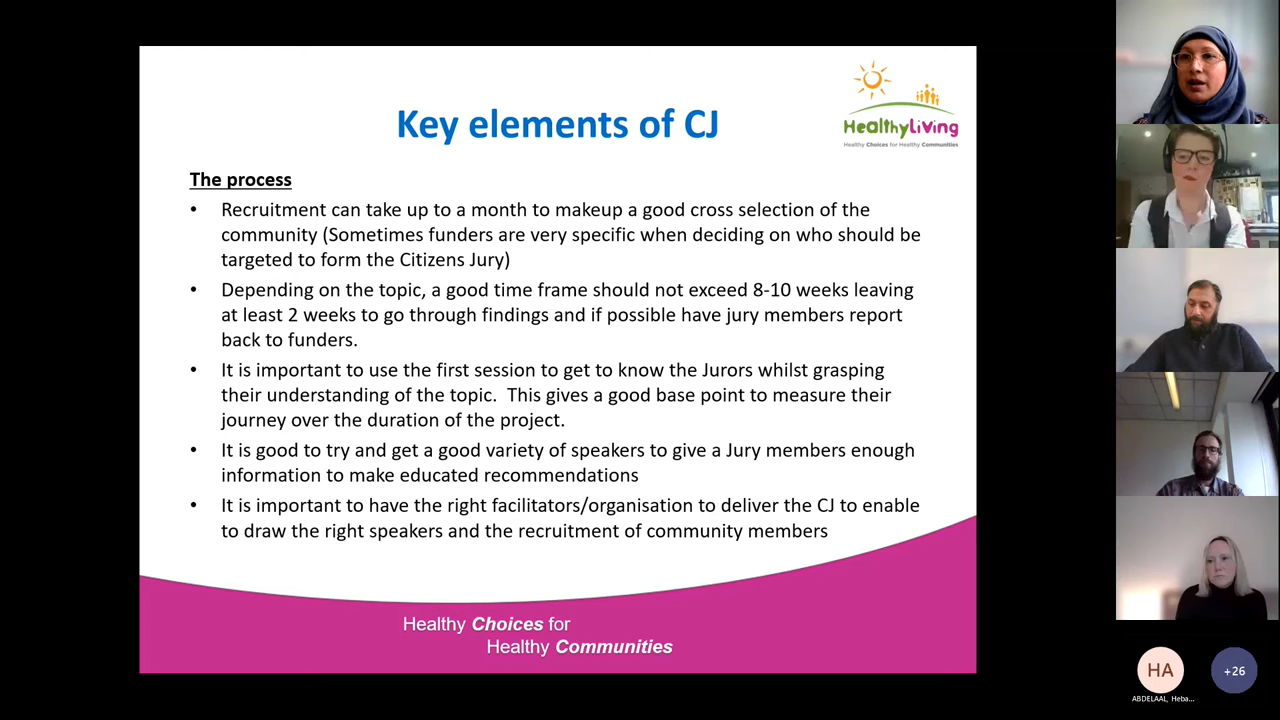 Key elements of CJ
HealthyLiving
Healthy Choices for Healthy Communities
The process
• Recruitment can take up to a month to makeup a good cross selection of the
community (Sometimes funders are very specific when deciding on who should be
targeted to form the Citizens Jury)
• Depending on the topic, a good time frame should not exceed 8-10 weeks leaving
at least 2 weeks to go through findings and if possible have jury members report
back to funders.
• It is important to use the first session to get to know the Jurors whilst grasping
their understanding of the topic.  This gives a good base point to measure their
journey over the duration of the project.
• It is good to try and get a good variety of speakers to give a Jury members enough
information to make educated recommendations
• It is important to have the right facilitators/organisation to deliver the CJ to enable
to draw the right speakers and the recruitment of community members
Healthy Choices for
Healthy Communities
HA
+26
ABDELAAL, Heba...